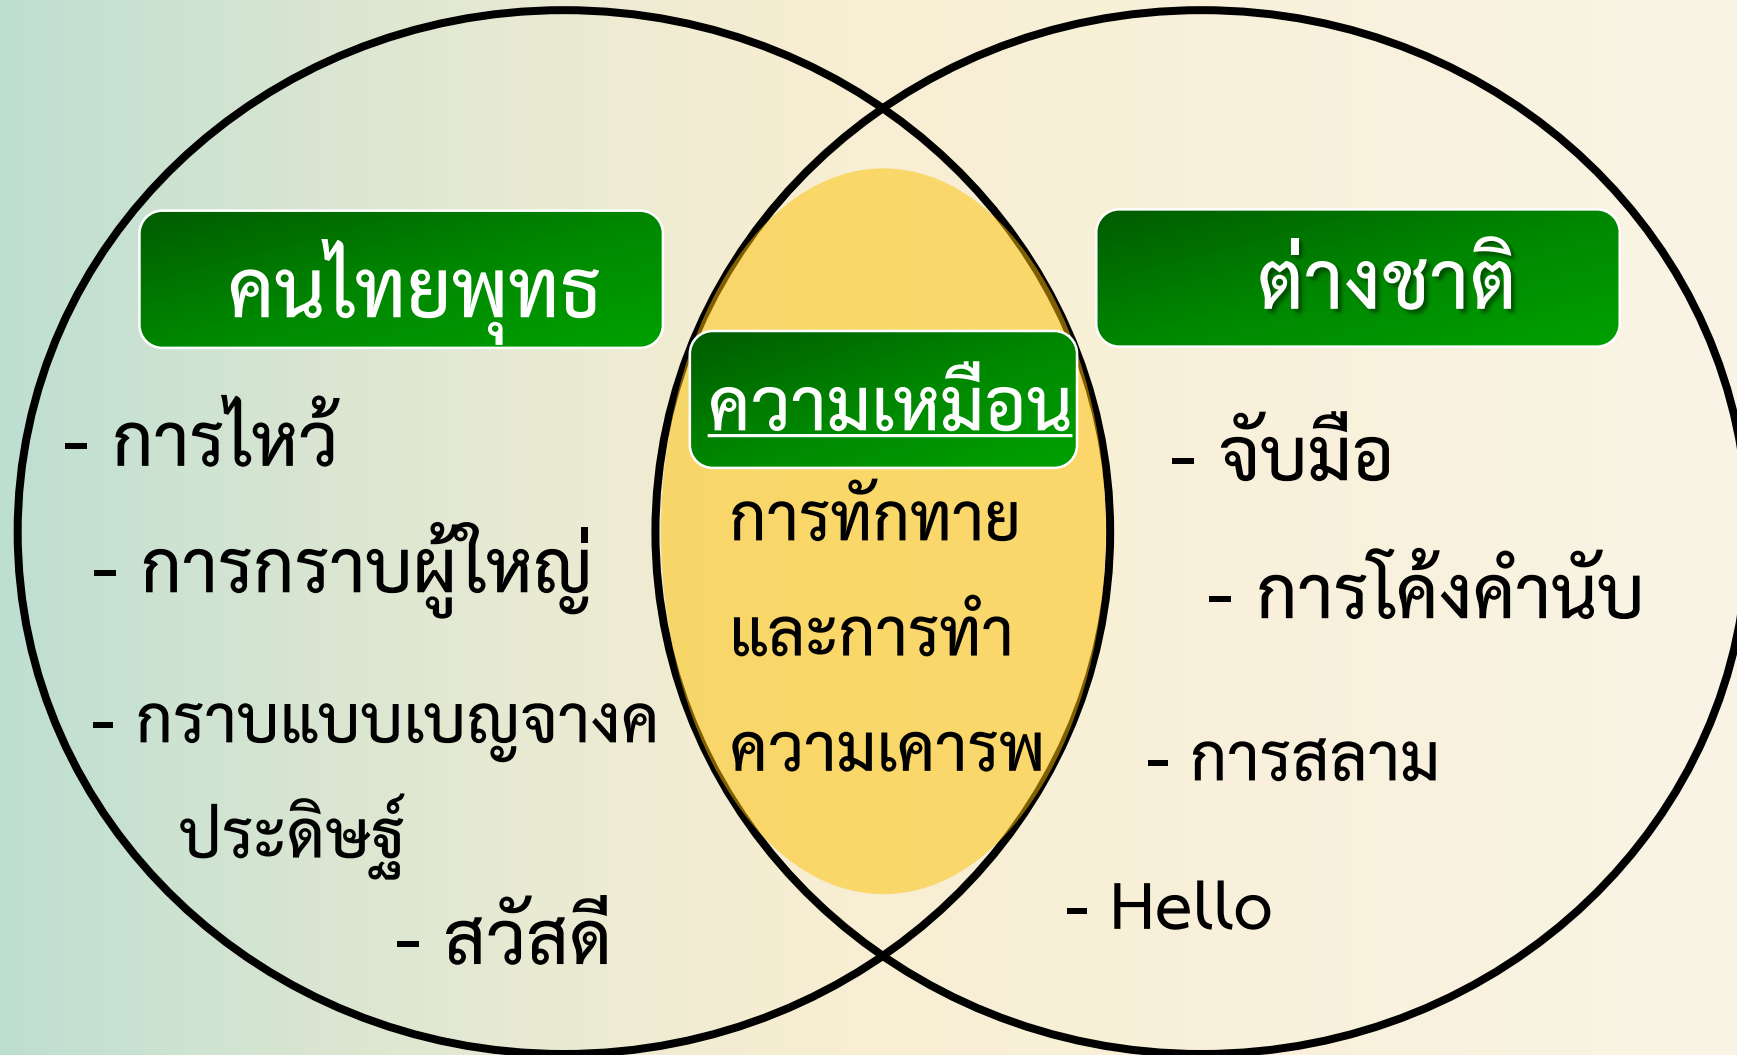 คนไทยพุทธ
- การไหว้
- การกราบผู้ใหญ่
- กราบแบบเบญจางค
ประดิษฐ์
- สวัสดี
ความเหมือน
การทักทาย
และการทำ
ความเคารพ
ต่างชาติ
- จับมือ
- การโค้งคำนับ
- การสลาม
- Hello